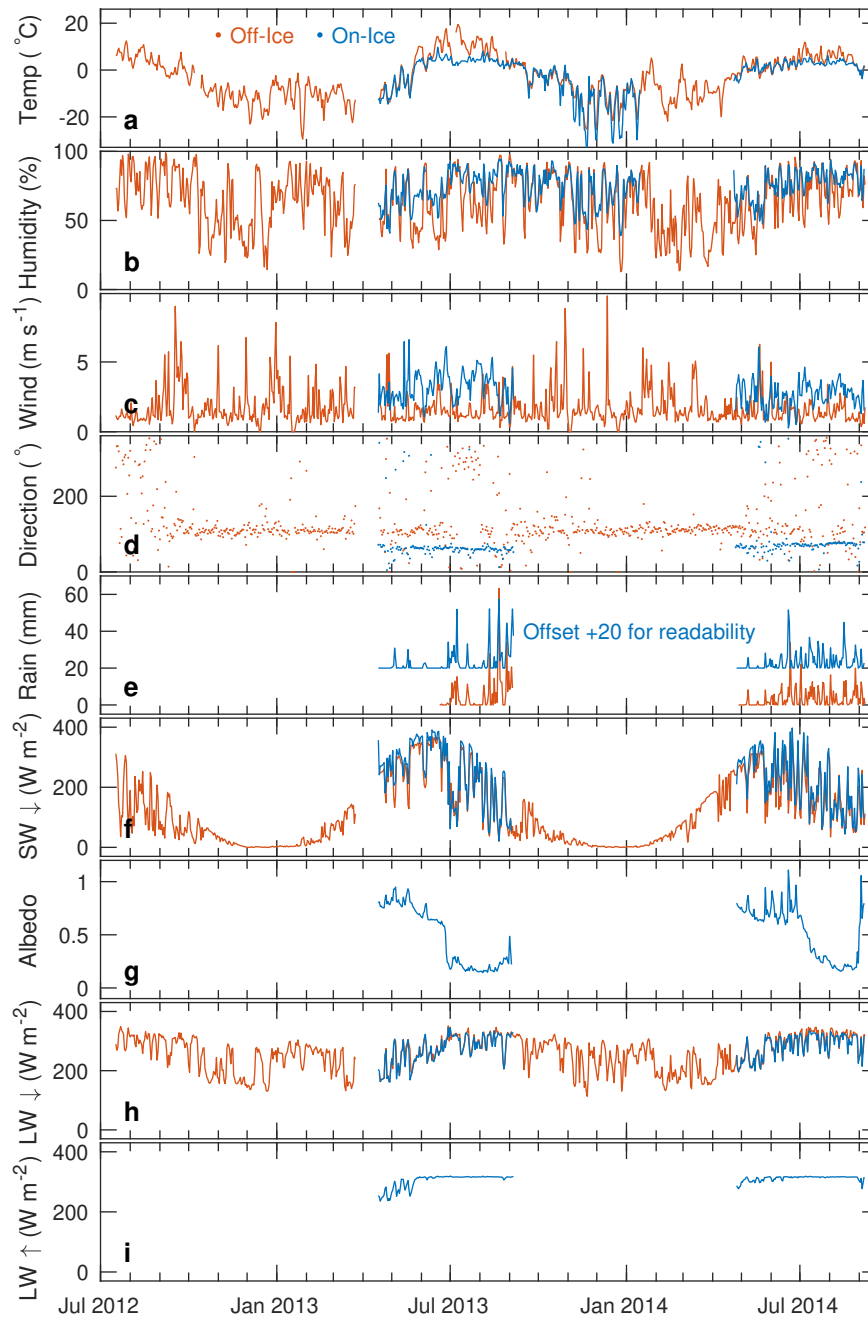 • Off-Ice • On-Ice
Temp ( °C)
20
0
-20
a
Humidity (%)
100
50
0
b
Wind (m s-1)
5
0
c
Direction ( °)
200
0
d
Rain (mm)
60
40
20
0
Offset +20 for readability
e
SW ↓ (W m-2)
400
200
0
f
Albedo
1
0.5
0
g
LW ↓ (W m-2)
400
200
0
h
LW ↑ (W m-2)
400
200
0
i
Jul 2012 Jan 2013 Jul 2013 Jan 2014 Jul 2014